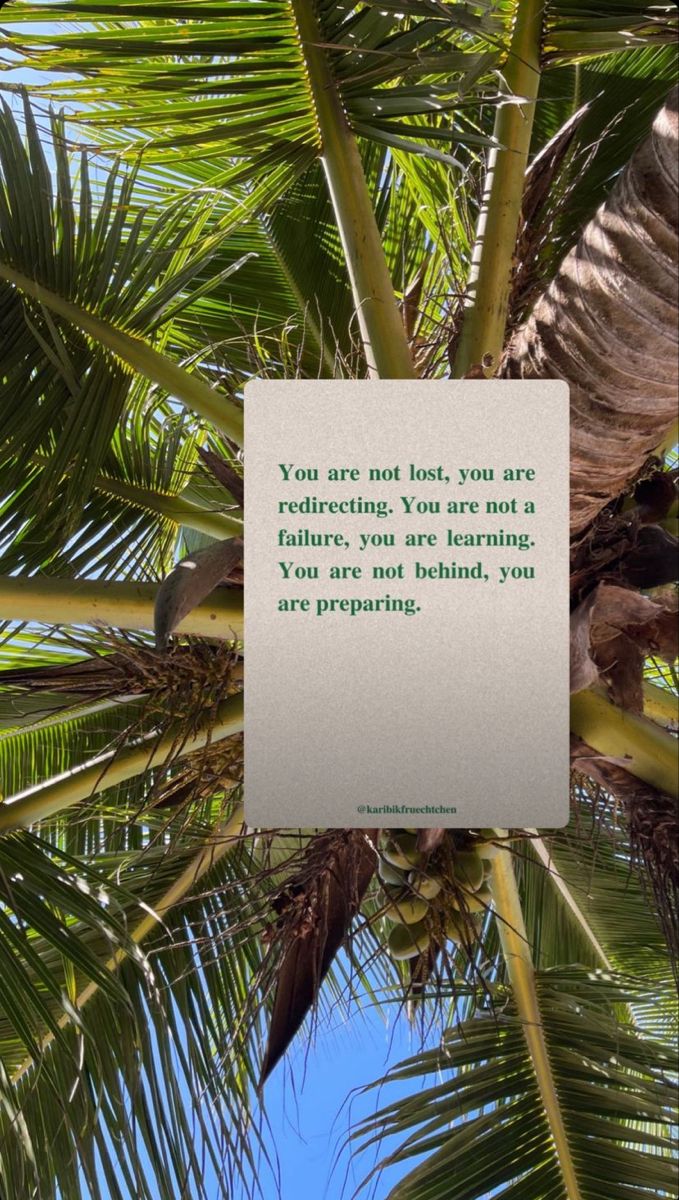 You are not lost, you are
redirecting. You are not a
failure, you are learning.
You are not behind, you
are preparing.
@karibikfruechtchen